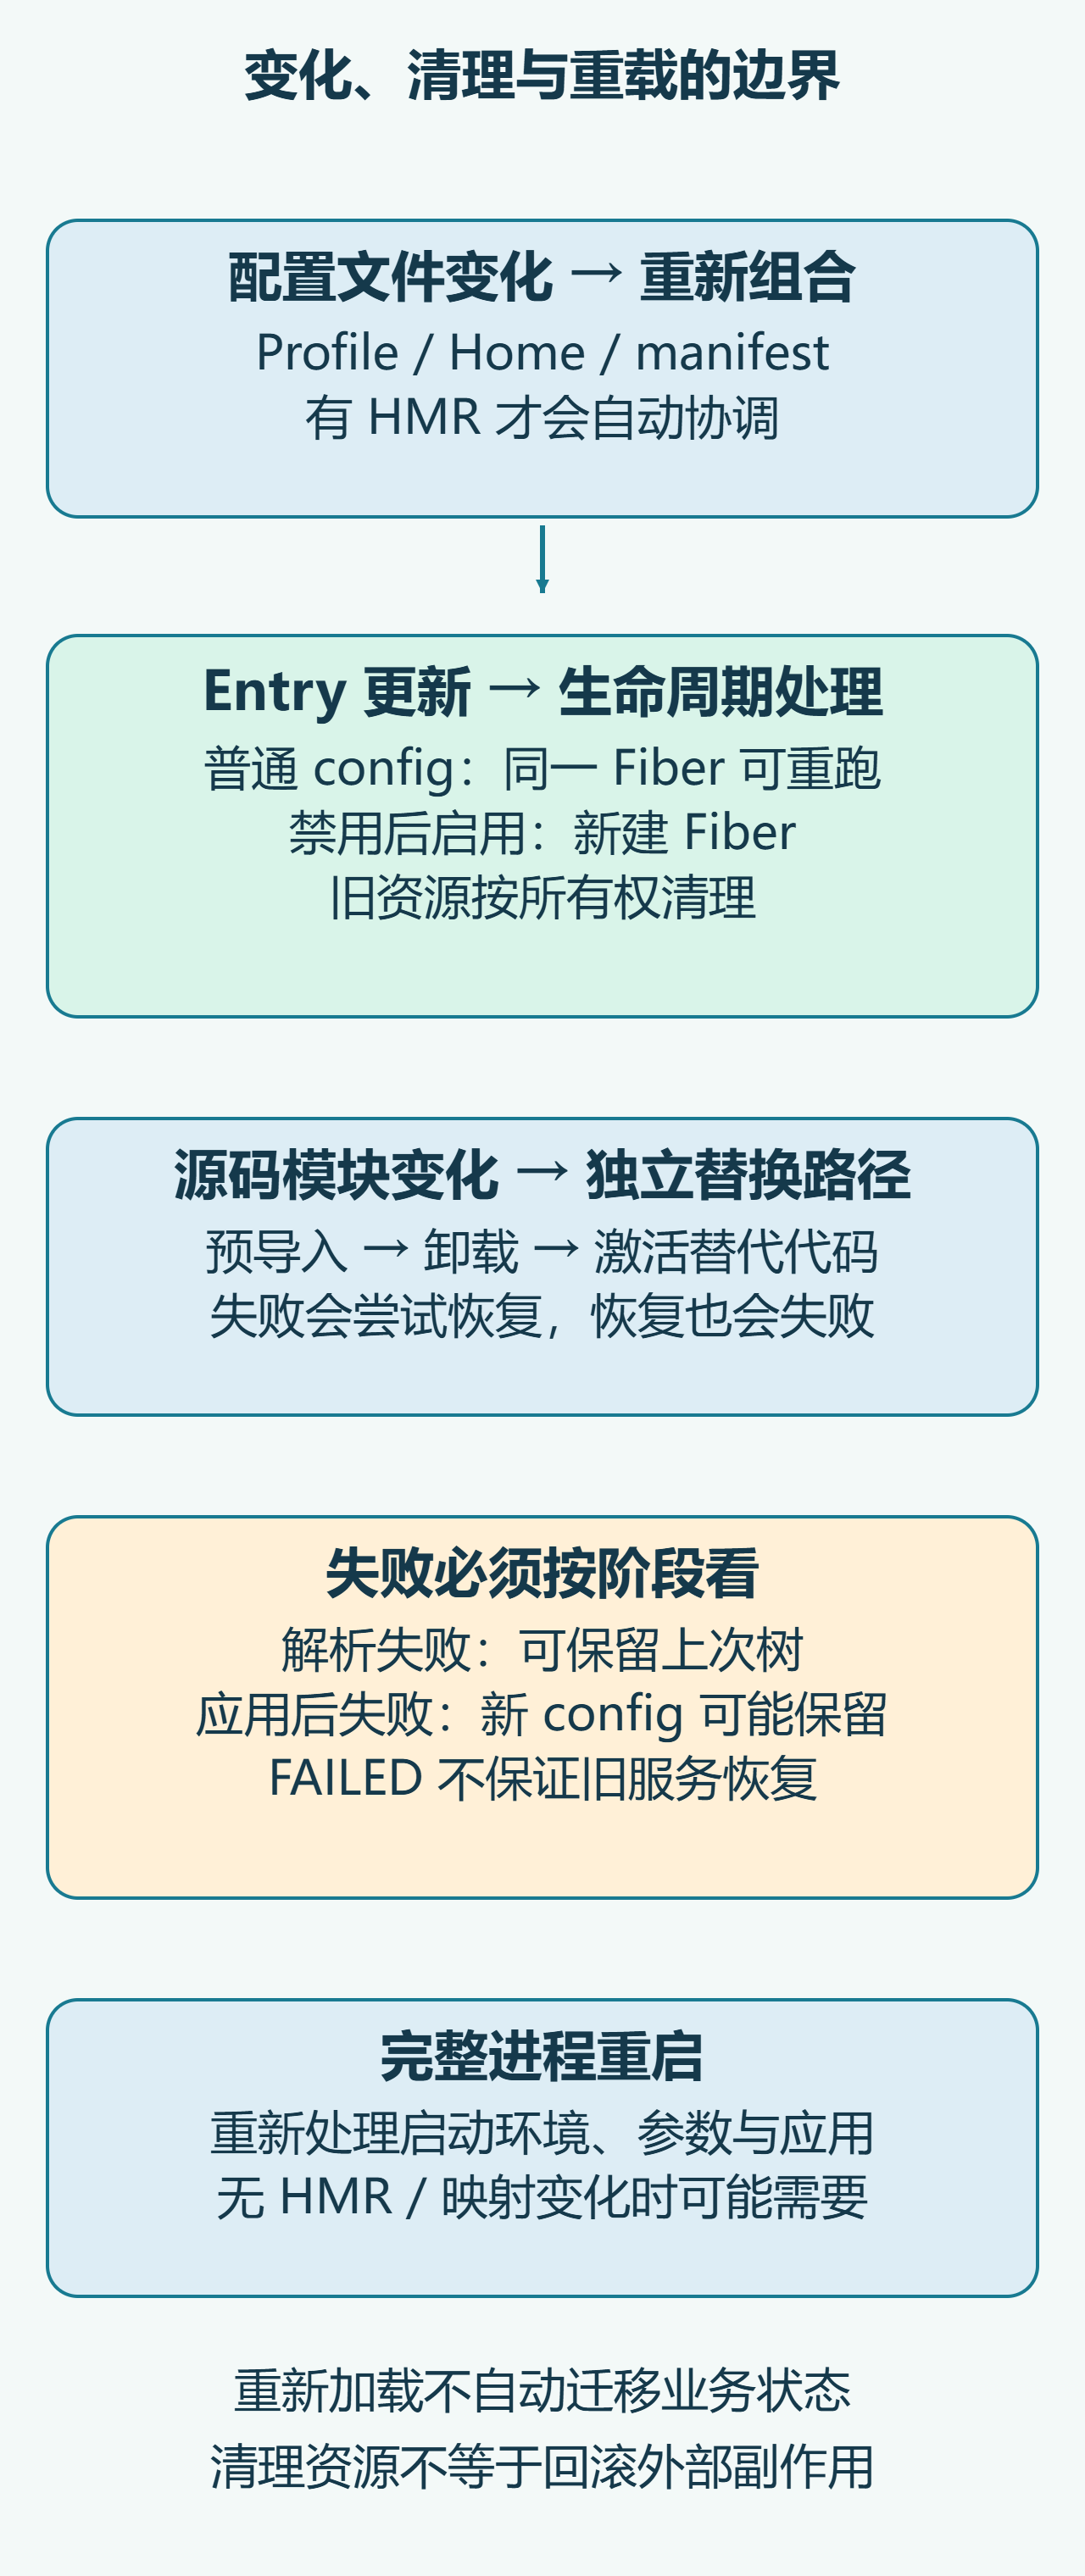 变化、清理与重载的边界
配置文件变化 → 重新组合
Profile / Home / manifest
有 HMR 才会自动协调
Entry 更新 → 生命周期处理
普通 config：同一 Fiber 可重跑
禁用后启用：新建 Fiber
旧资源按所有权清理
源码模块变化 → 独立替换路径
预导入 → 卸载 → 激活替代代码
失败会尝试恢复，恢复也会失败
失败必须按阶段看
解析失败：可保留上次树
应用后失败：新 config 可能保留
FAILED 不保证旧服务恢复
完整进程重启
重新处理启动环境、参数与应用
无 HMR / 映射变化时可能需要
重新加载不自动迁移业务状态
清理资源不等于回滚外部副作用